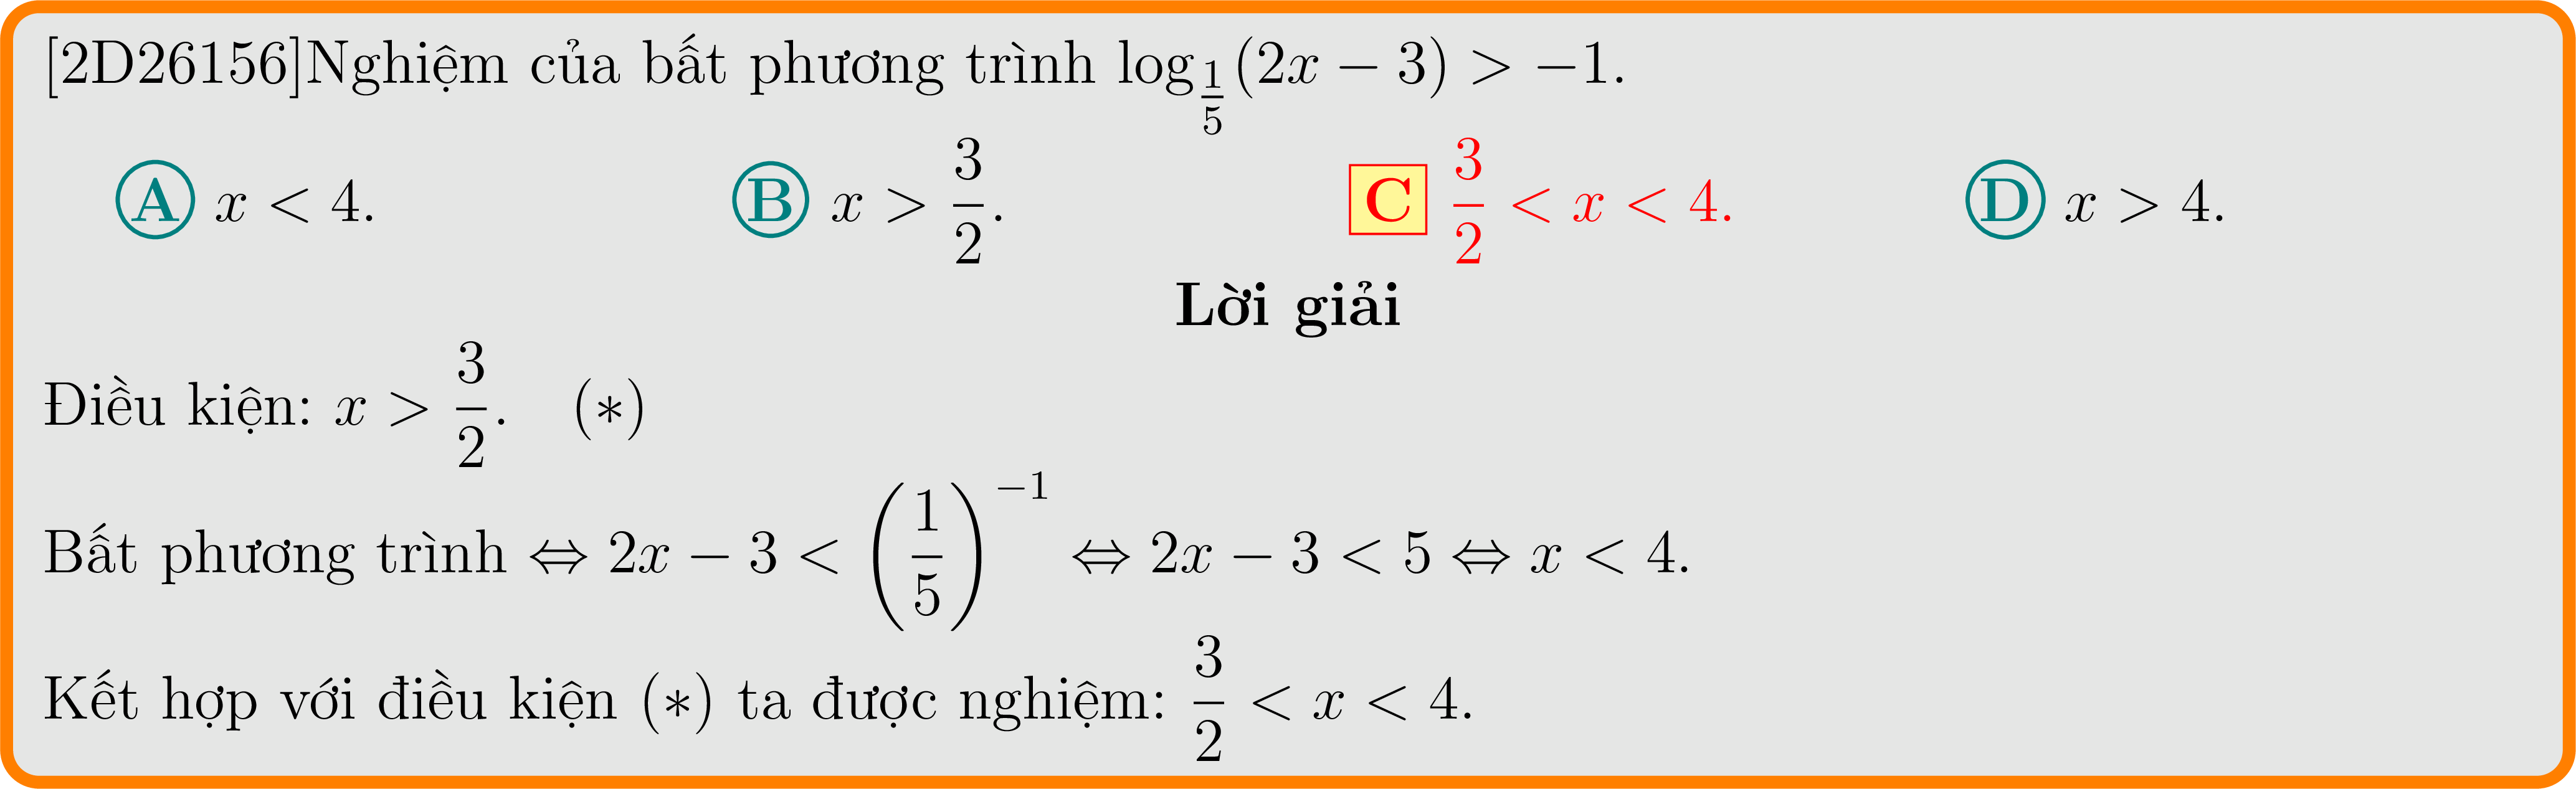 [2D26156]Nghiệm của bất phương trình $\log_{\frac{1}{5}}(2x-3) > -1$.
A $x < 4$. B $x > \frac{3}{2}$. C $\frac{3}{2} < x < 4$. D $x > 4$.
Lời giải
Điều kiện: $x > \frac{3}{2}$. $(*)$
Bất phương trình $\Leftrightarrow 2x - 3 < \left(\frac{1}{5}\right)^{-1} \Leftrightarrow 2x - 3 < 5 \Leftrightarrow x < 4$.
Kết hợp với điều kiện $(*)$ ta được nghiệm: $\frac{3}{2} < x < 4$.